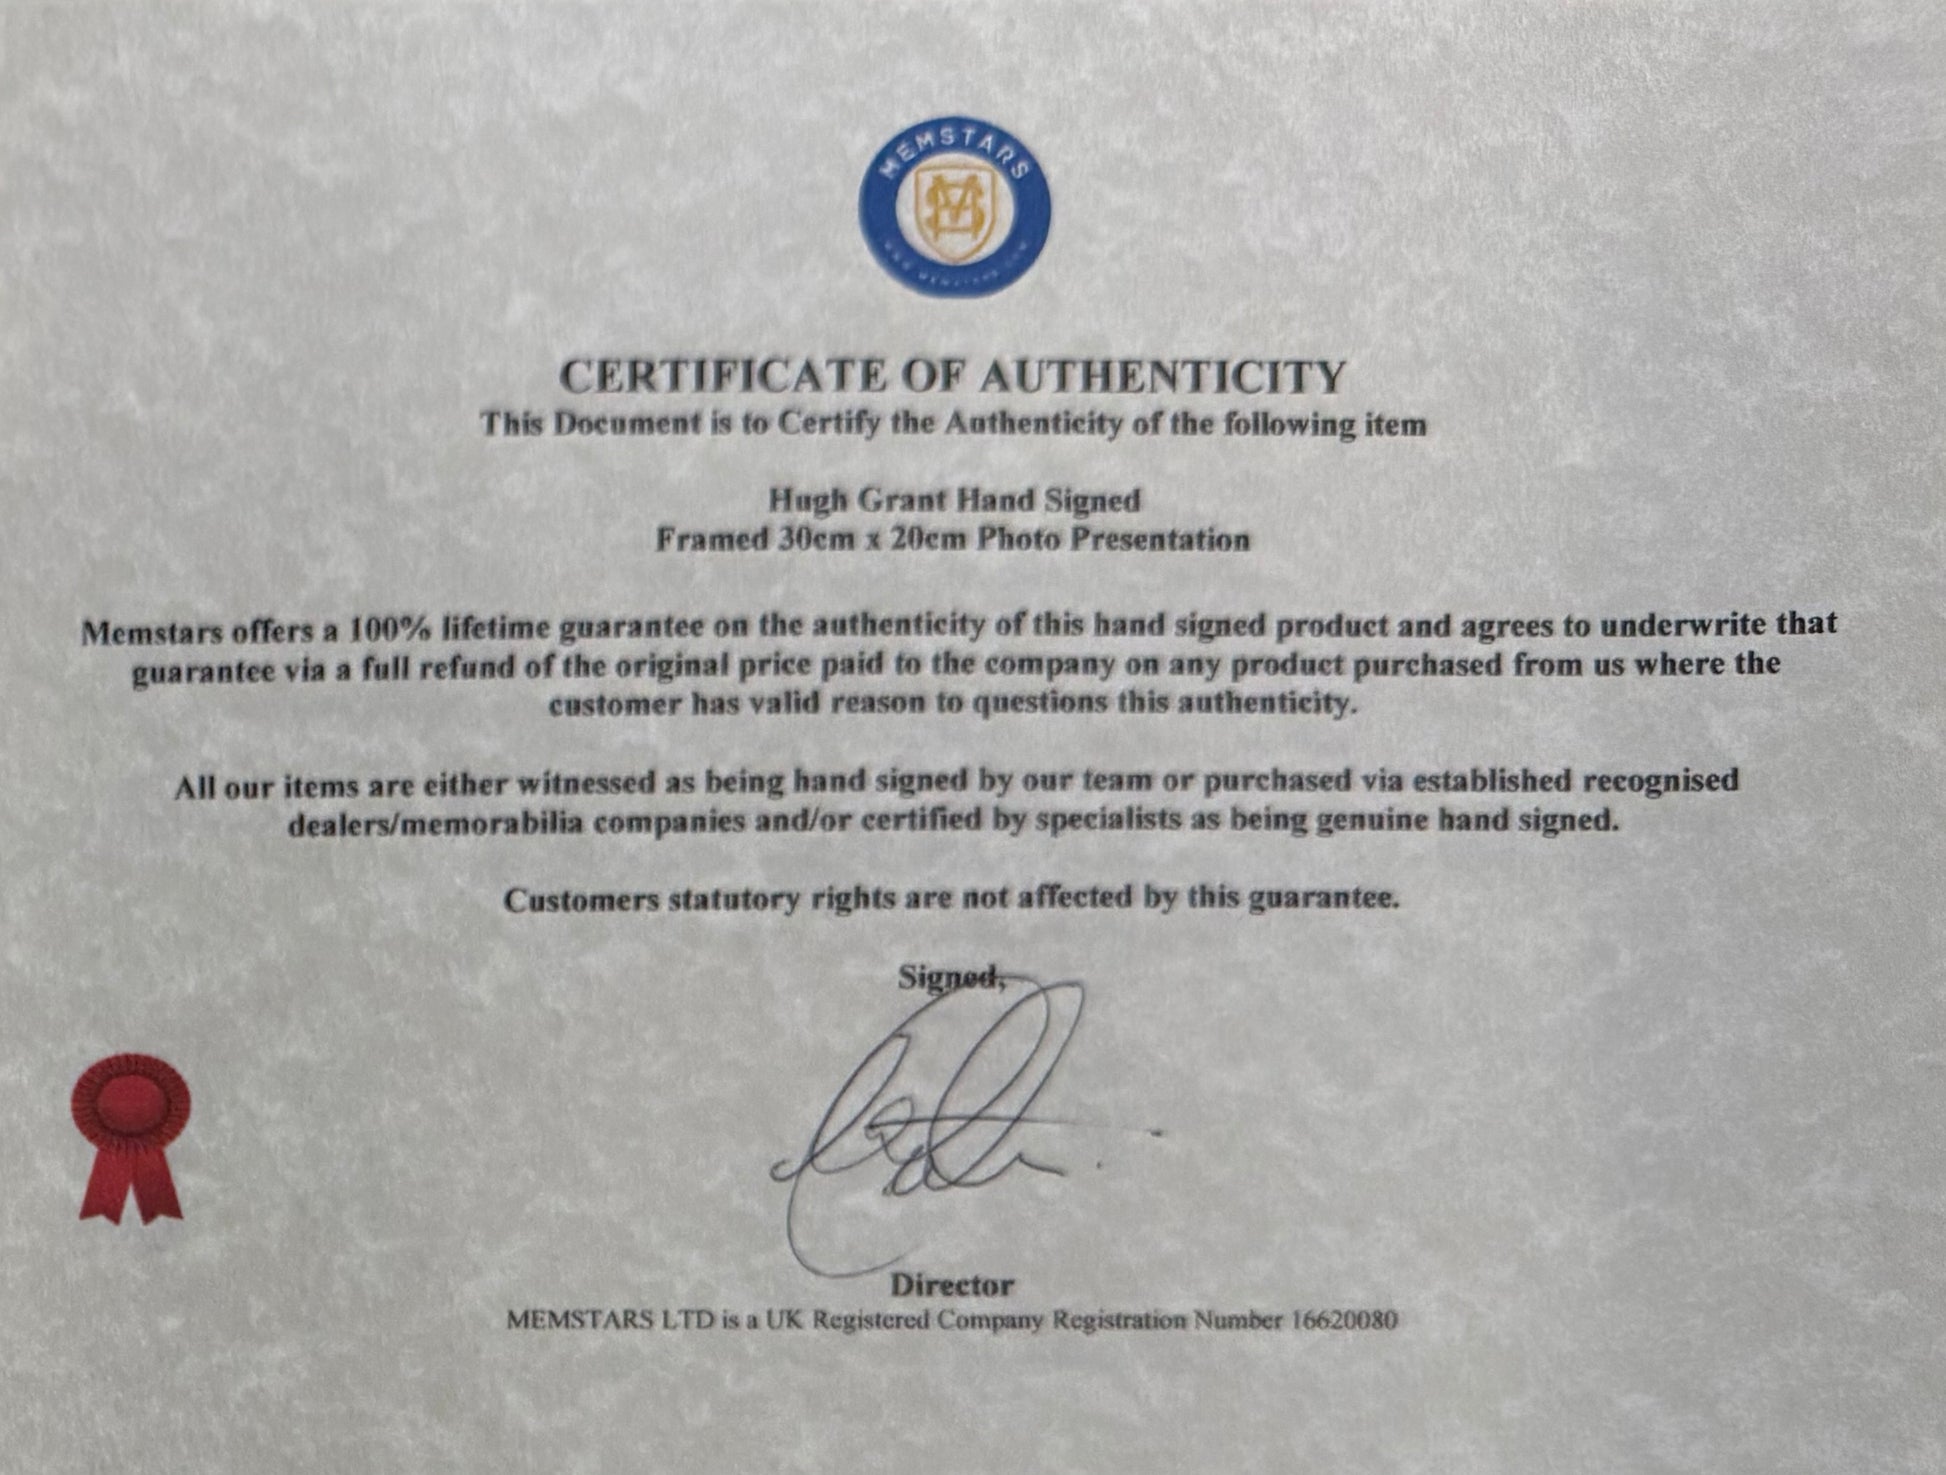 MEMSTARS
CERTIFICATE OF AUTHENTICITY
This Document is to Certify the Authenticity of the following item
Hugh Grant Hand Signed
Framed 30cm x 20cm Photo Presentation
Memstars offers a 100% lifetime guarantee on the authenticity of this hand signed product and agrees to underwrite that
guarantee via a full refund of the original price paid to the company on any product purchased from us where the
customer has valid reason to questions this authenticity.
All our items are either witnessed as being hand signed by our team or purchased via established recognised
dealers/memorabilia companies and/or certified by specialists as being genuine hand signed.
Customers statutory rights are not affected by this guarantee.
Signed,
Director
MEMSTARS LTD is a UK Registered Company Registration Number 16620080